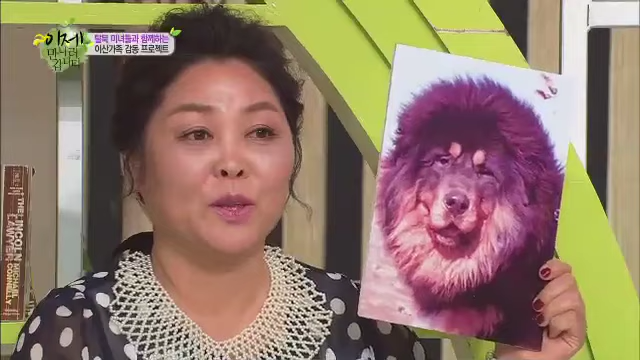 이제
만나러
갑니다
탈북 미녀들과 함께하는
이산가족 감동 프로젝트
THE LINCOLN
LAWYER
MICHAEL
CONNELLY